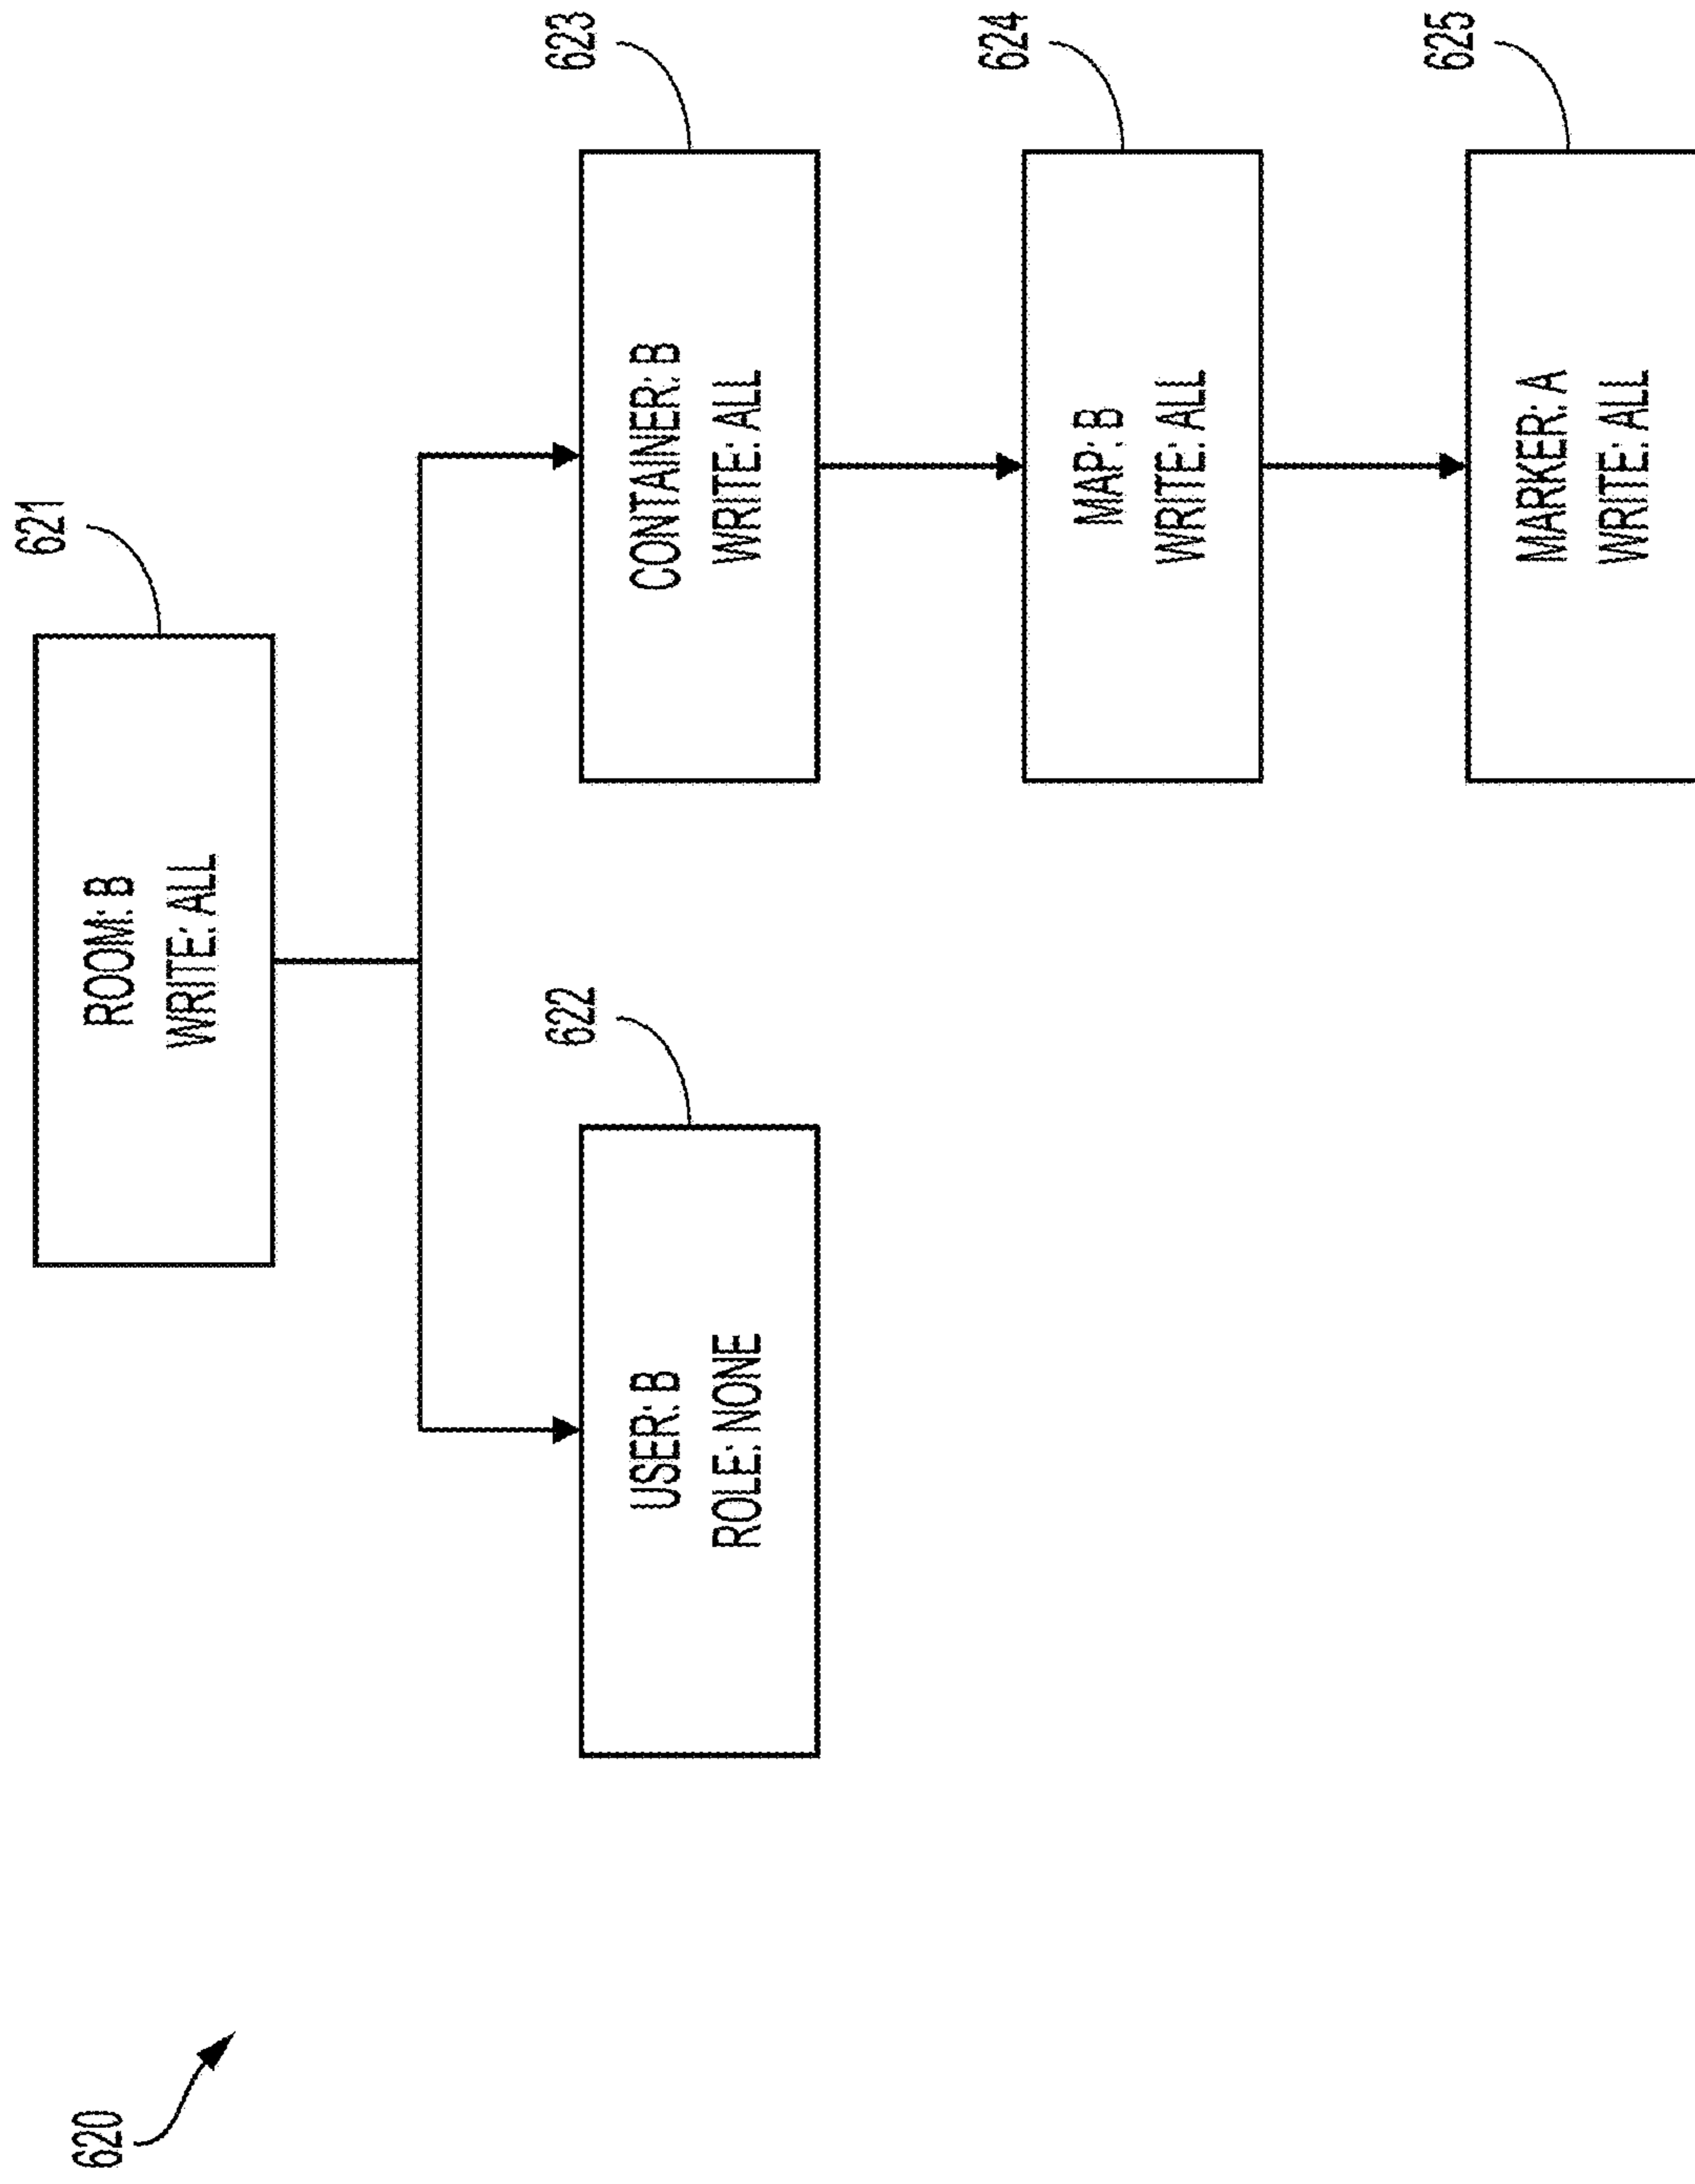 620
621
ROOM: B
WRITE: ALL
622
USER: B
ROLE: NONE
623
CONTAINER: B
WRITE: ALL
624
MAP: B
WRITE: ALL
625
MARKER: A
WRITE: ALL